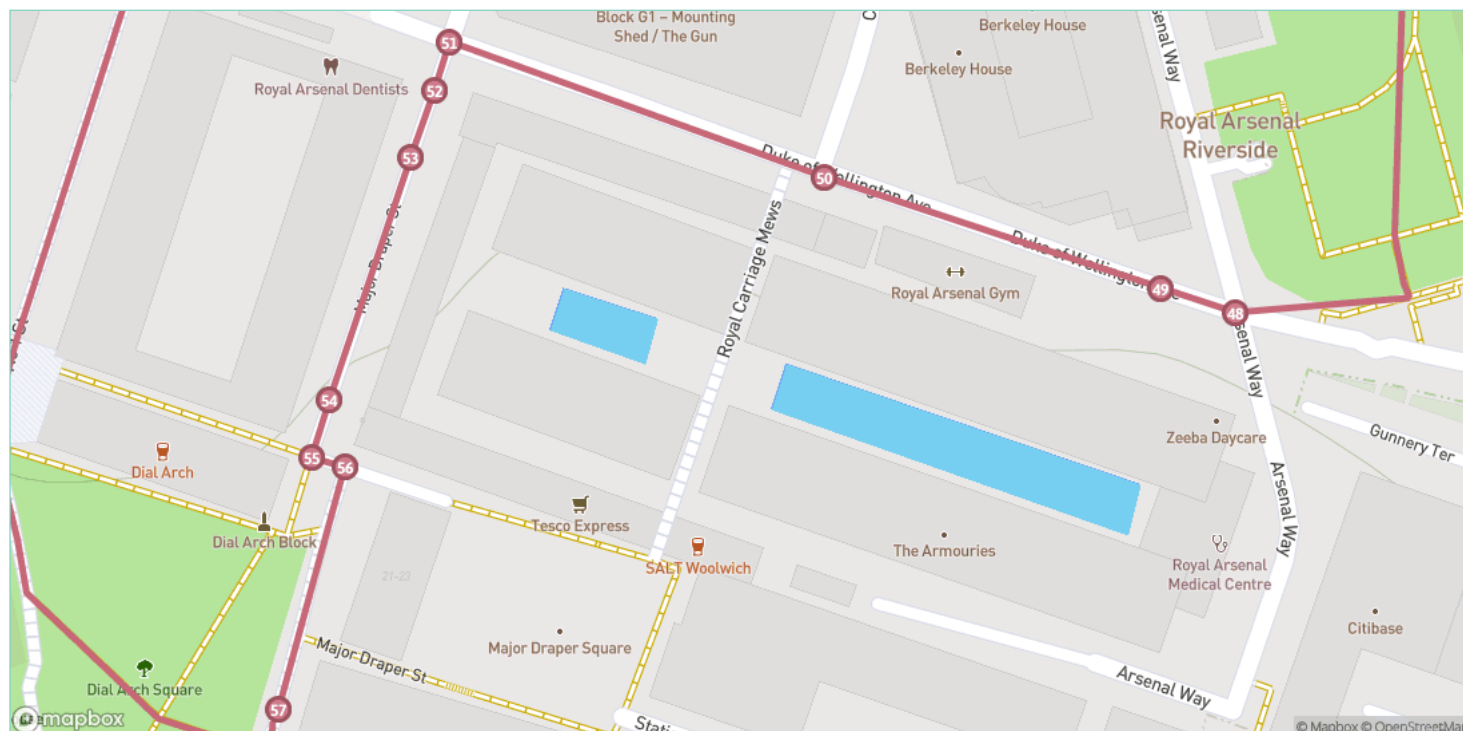 Block G1 – Mounting
Shed / The Gun
Berkeley House
Berkeley House
Arsenal Way
51
Royal Arsenal Dentists
52
Royal Arsenal
Riverside
53
Duke of Wellington Ave
50
Major Draper St
Royal Carriage Mews
Duke of Wellington
Royal Arsenal Gym
49
48
Arsenal Way
54
Zeeba Daycare
Gunnery Ter
55
56
Dial Arch
Arsenal Way
Tesco Express
Dial Arch Block
The Armouries
SALT Woolwich
Royal Arsenal
Medical Centre
21-23
Citibase
Major Draper Square
Major Draper St
Dial Arch Square
Arsenal Way
57
mapbox
© Mapbox © OpenStreetMap